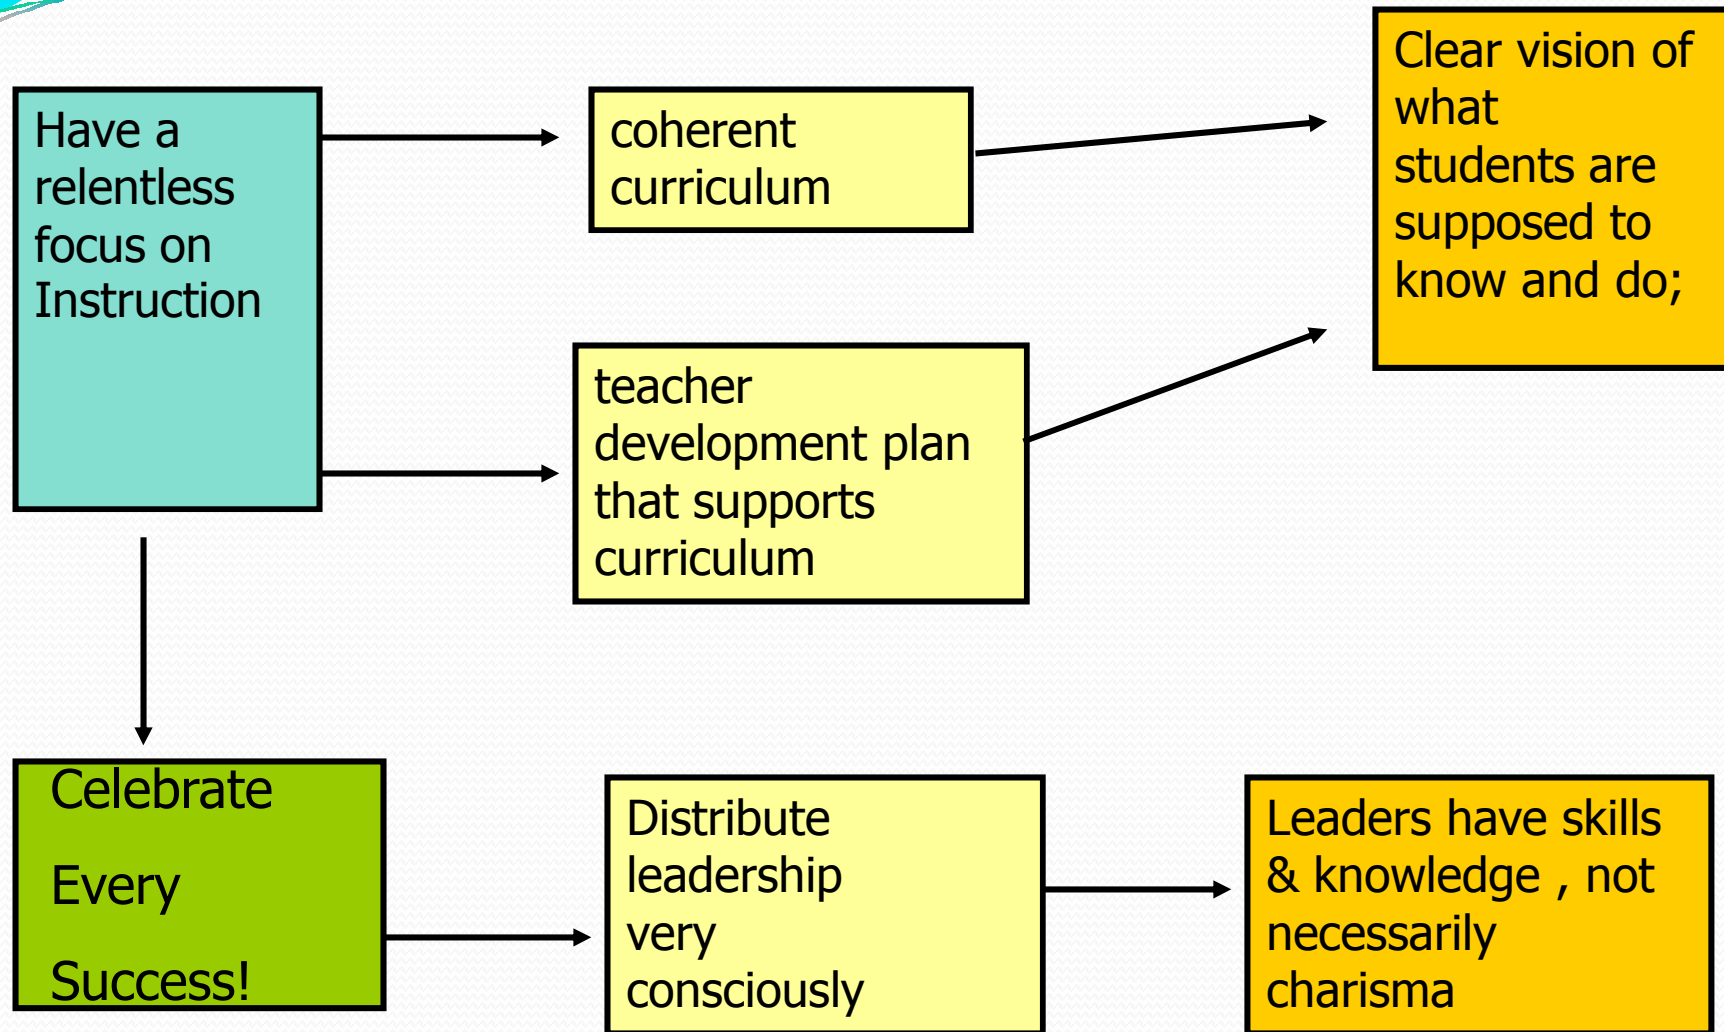 Have a
relentless
focus on
Instruction
coherent
curriculum
Clear vision of
what
students are
supposed to
know and do;
teacher
development plan
that supports
curriculum
Celebrate
Every
Success!
Distribute
leadership
very
consciously
Leaders have skills
& knowledge , not
necessarily
charisma